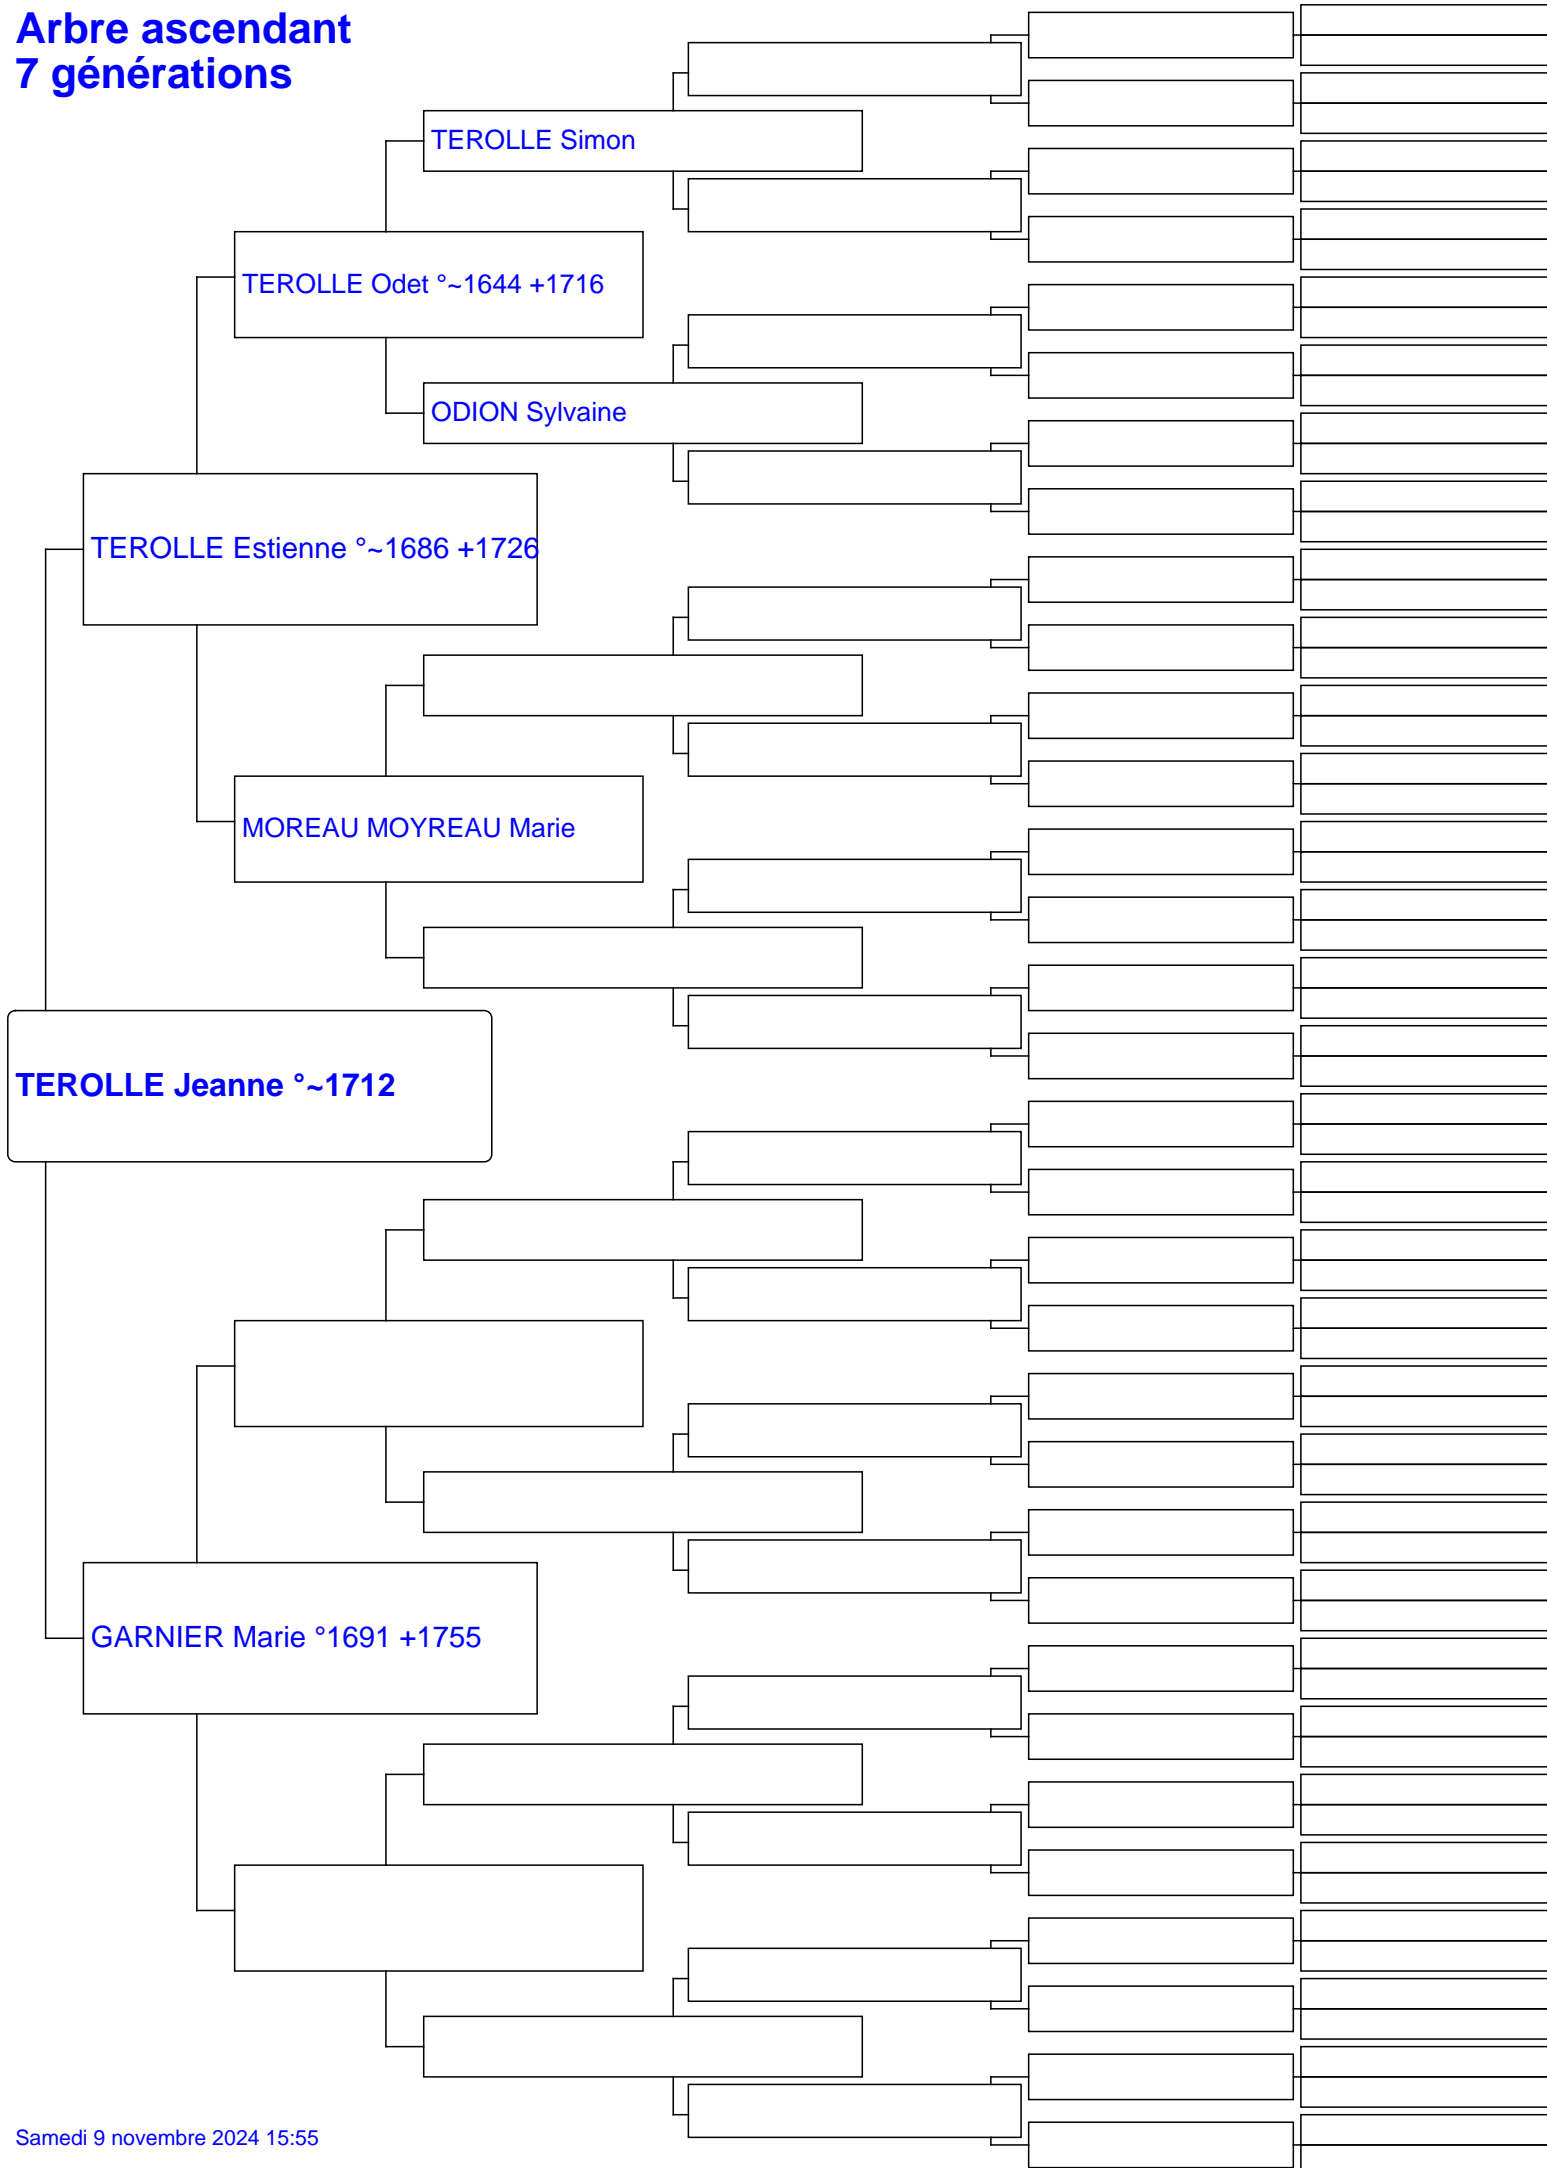 Arbre ascendant
7 générations
TEROLLE Simon
TEROLLE Odet °~1644 +1716
ODION Sylvaine
TEROLLE Estienne °~1686 +1726
MOREAU MOYREAU Marie
TEROLLE Jeanne °~1712
GARNIER Marie °1691 +1755
Samedi 9 novembre 2024 15:55